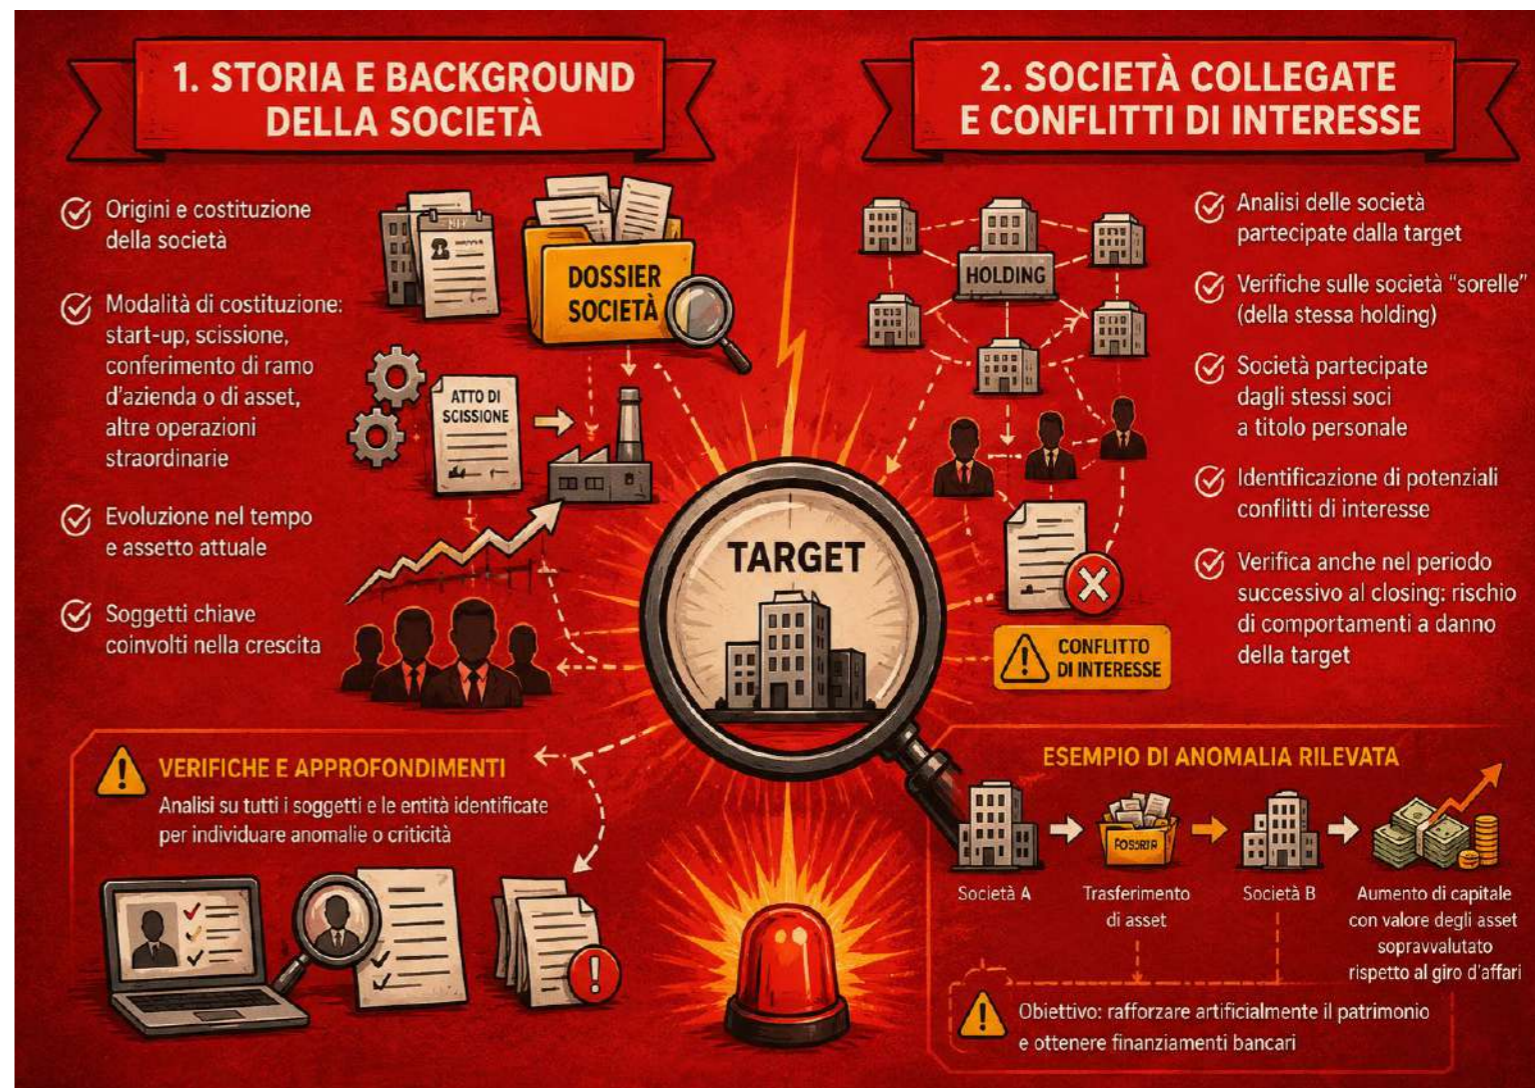 1. STORIA E BACKGROUND
DELLA SOCIETÀ
Origini e costituzione
della società
Modalità di costituzione:
start-up, scissione,
conferimento di ramo
d'azienda o di asset,
altre operazioni
straordinarie
Evoluzione nel tempo
e assetto attuale
Soggetti chiave
coinvolti nella crescita
DOSSIER
SOCIETÀ
ATTO DI
SCISSIONE
VERIFICHE E APPROFONDIMENTI
Analisi su tutti i soggetti e le entità identificate
per individuare anomalie o criticità
TARGET
2. SOCIETÀ COLLEGATE
E CONFLITTI DI INTERESSE
HOLDING
Analisi delle società
partecipate dalla target
Verifiche sulle società “sorelle”
(della stessa holding)
Società partecipate
dagli stessi soci
a titolo personale
Identificazione di potenziali
conflitti di interesse
Verifica anche nel periodo
successivo al closing: rischio
di comportamenti a danno
della target
CONFLITTO
DI INTERESSE
ESEMPIO DI ANOMALIA RILEVATA
Società A
Trasferimento
di asset
Società B
Aumento di capitale
con valore degli asset
sopravvalutato
rispetto al giro d'affari
Obiettivo: rafforzare artificialmente il patrimonio
e ottenere finanziamenti bancari